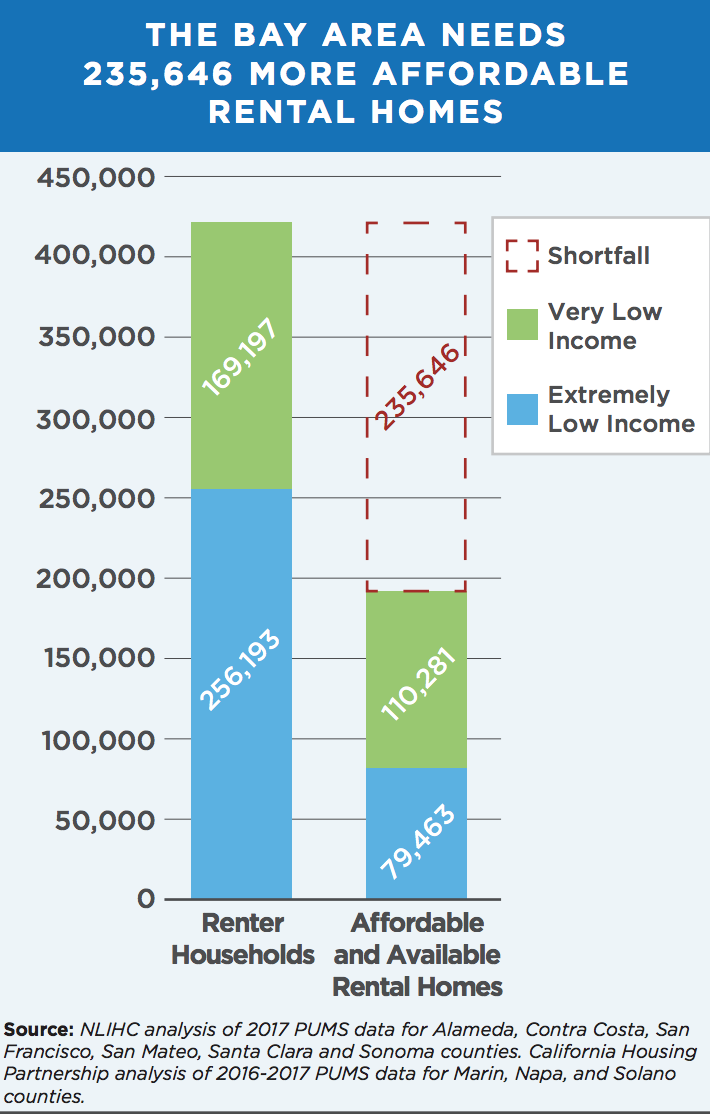 THE BAY AREA NEEDS
235,646 MORE AFFORDABLE
RENTAL HOMES
450,000
400,000
350,000
300,000
250,000
200,000
150,000
100,000
50,000
0
169,197
256,193
235,646
110,281
79,463
Shortfall
Very Low
Income
Extremely
Low Income
Renter
Households
Affordable
and Available
Rental Homes
Source: NLIHC analysis of 2017 PUMS data for Alameda, Contra Costa, San
Francisco, San Mateo, Santa Clara and Sonoma counties. California Housing
Partnership analysis of 2016-2017 PUMS data for Marin, Napa, and Solano
counties.